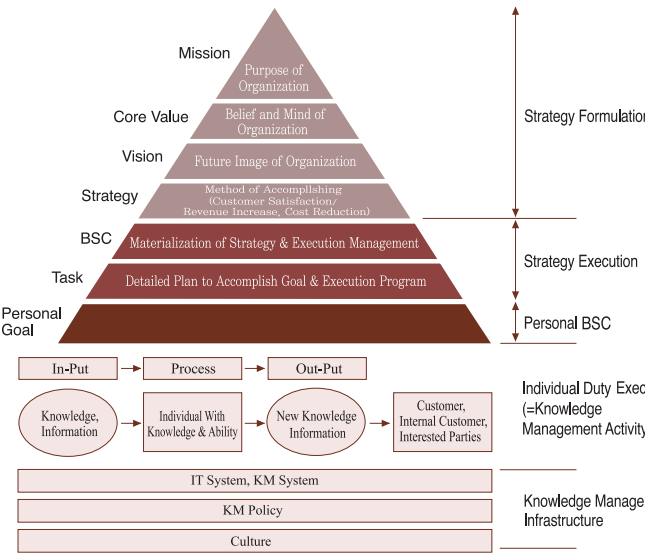 Mission
Purpose of
Organization
Core Value
Belief and Mind of
Organization
Vision
Future Image of Organization
Strategy
Method of Accomplishing
(Customer Satisfaction/
Revenue Increase, Cost Reduction)
Strategy Formulation
BSC
Materialization of Strategy & Execution Management
Task
Detailed Plan to Accomplish Goal & Execution Program
Strategy Execution
Personal
Goal
Personal BSC
In-Put
Process
Out-Put
Knowledge,
Information
Individual With
Knowledge & Ability
New Knowledge
Information
Customer,
Internal Customer,
Interested Parties
Individual Duty Exec
(=Knowledge
Management Activity
IT System, KM System
KM Policy
Culture
Knowledge Manage
Infrastructure